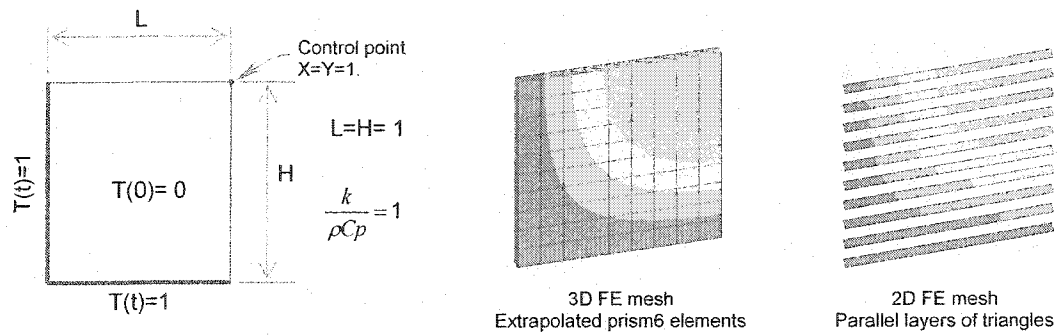 L
Control point
X=Y=1.
L=H= 1
T(t)=1
T(0)= 0
H
k
ρCp
=1
T(t)=1
3D FE mesh
Extrapolated prism6 elements
2D FE mesh
Parallel layers of triangles